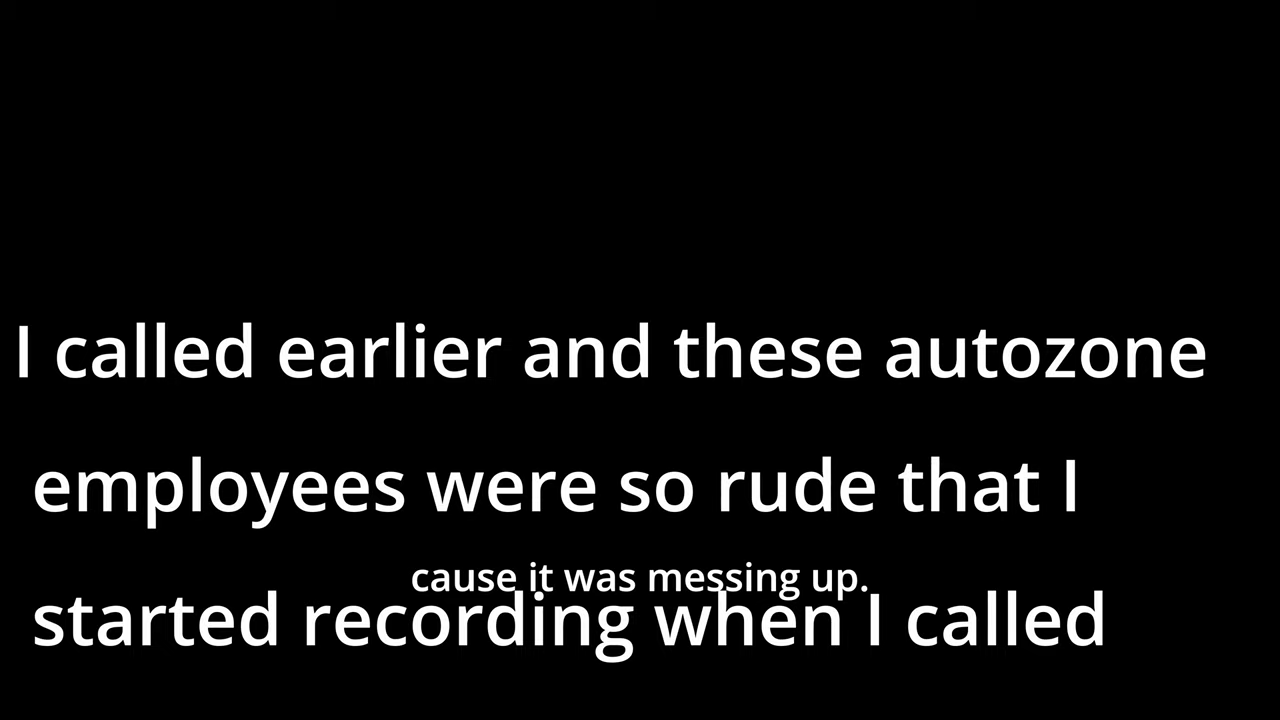 I called earlier and these autozone
employees were so rude that I
cause it was messing up.
started recording when I called